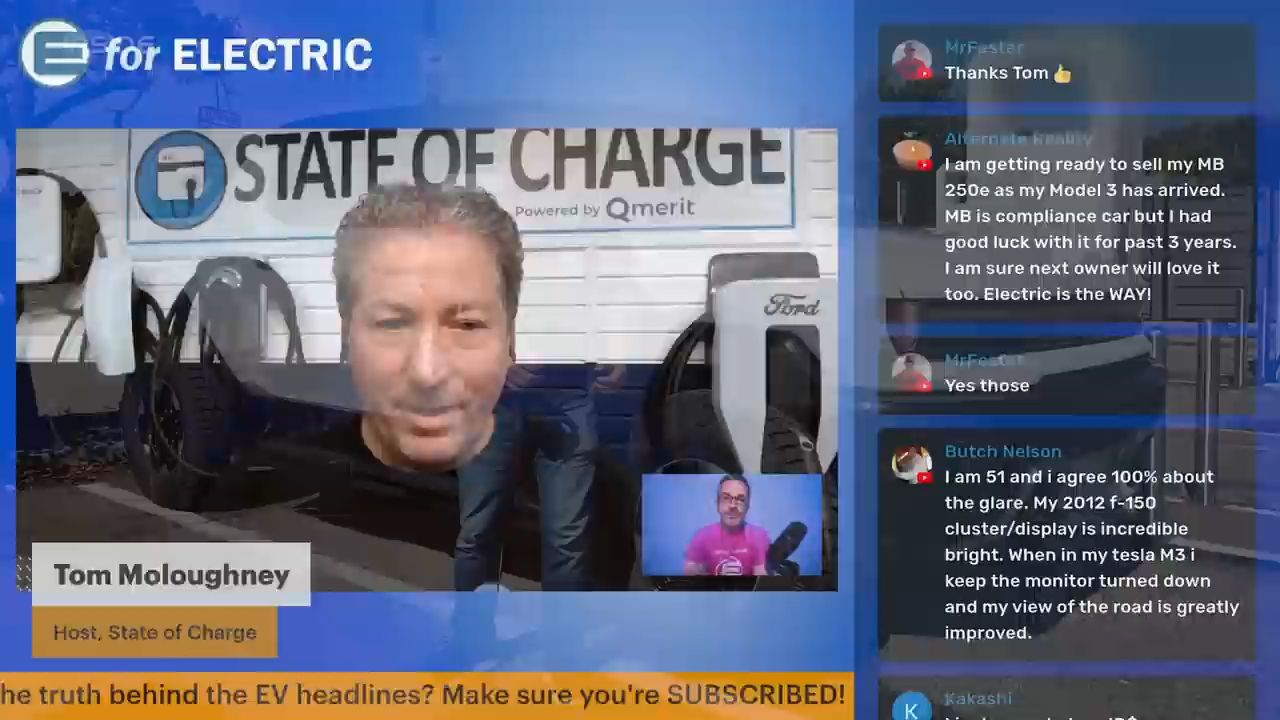 for ELECTRIC
STATE OF CHARGE
Powered by Qmerit
Ford
Tom Moloughney
Host, State of Charge
he truth behind the EV headlines? Make sure you're SUBSCRIBED!
MrFester
Thanks Tom 👍
Alternate Reality
I am getting ready to sell my MB
250e as my Model 3 has arrived.
MB is compliance car but I had
good luck with it for past 3 years.
I am sure next owner will love it
too. Electric is the WAY!
MrFester
Yes those
Butch Nelson
I am 51 and i agree 100% about
the glare. My 2012 f-150
cluster/display is incredible
bright. When in my tesla M3 i
keep the monitor turned down
and my view of the road is greatly
improved.
K
Kakashi